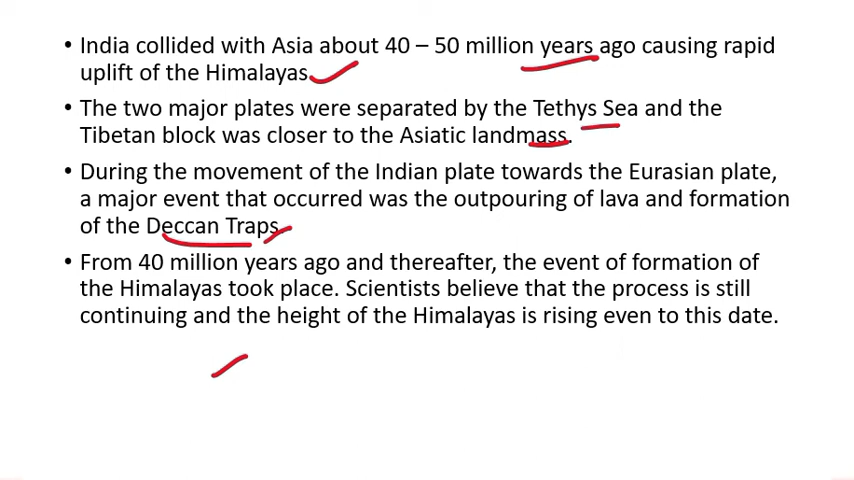 • India collided with Asia about 40 – 50 million years ago causing rapid
uplift of the Himalayas.
• The two major plates were separated by the Tethys Sea and the
Tibetan block was closer to the Asiatic landmass.
• During the movement of the Indian plate towards the Eurasian plate,
a major event that occurred was the outpouring of lava and formation
of the Deccan Traps.
• From 40 million years ago and thereafter, the event of formation of
the Himalayas took place. Scientists believe that the process is still
continuing and the height of the Himalayas is rising even to this date.